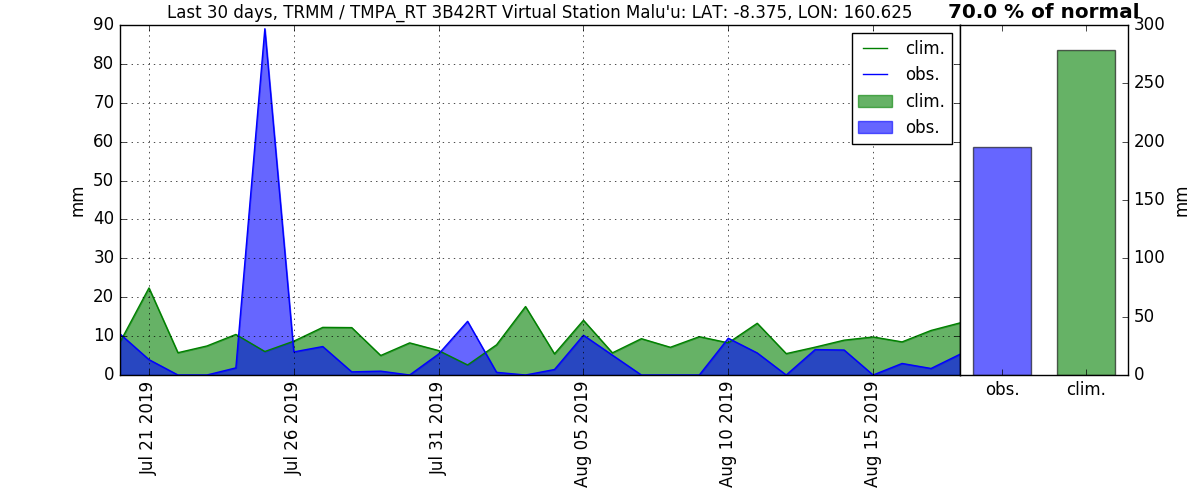 Last 30 days, TRMM / TMPA_RT 3B42RT Virtual Station Malu'u: LAT: -8.375, LON: 160.625
70.0 % of normal
90
80
70
60
50
40
30
20
10
0
mm
Jul 21 2019
Jul 26 2019
Jul 31 2019
Aug 05 2019
Aug 10 2019
Aug 15 2019
clim.
obs.
clim.
obs.
300
250
200
150
100
50
0
mm
obs.
clim.